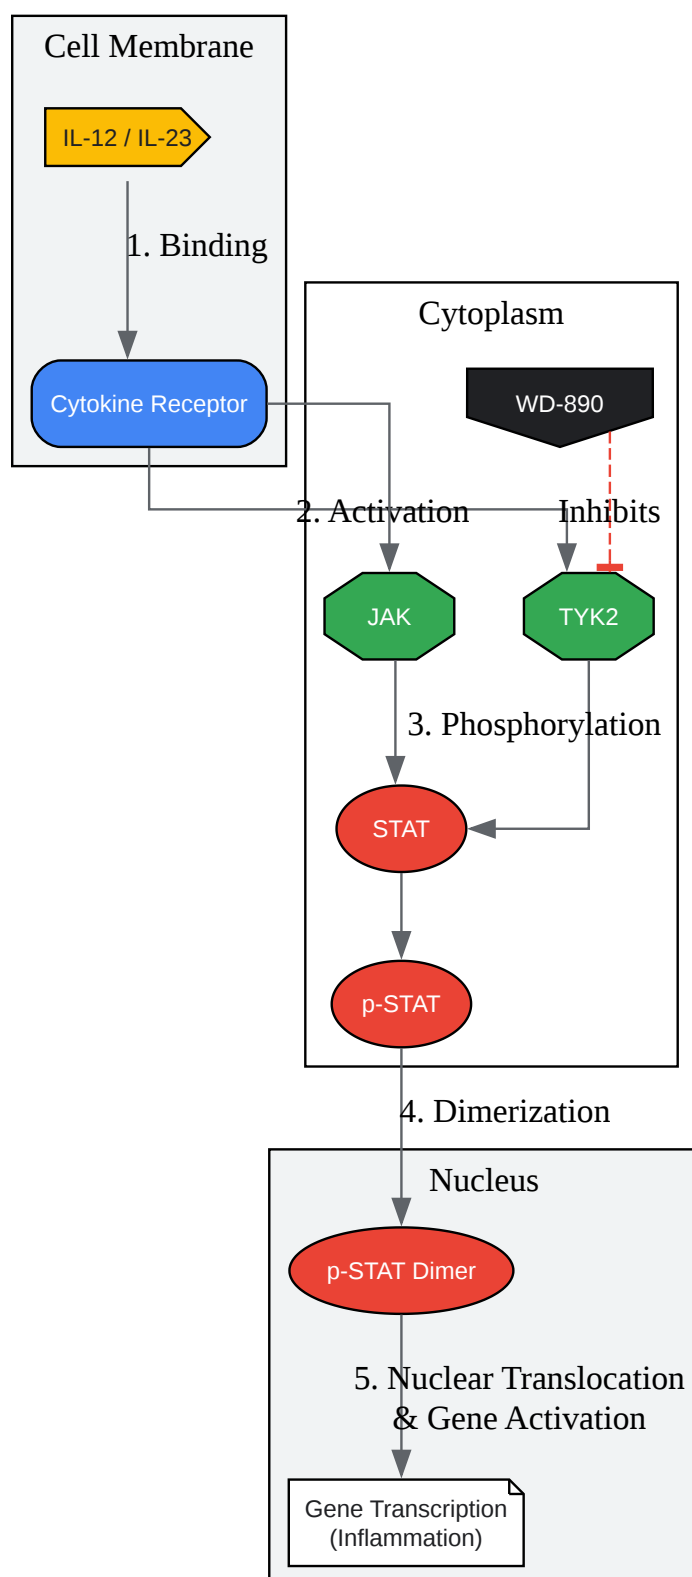 Cell Membrane
IL-12 / IL-23
1. Binding
Cytokine Receptor
Cytoplasm
WD-890
2. Activation
Inhibits
JAK
TYK2
3. Phosphorylation
STAT
p-STAT
4. Dimerization
Nucleus
p-STAT Dimer
5. Nuclear Translocation
& Gene Activation
Gene Transcription
(Inflammation)